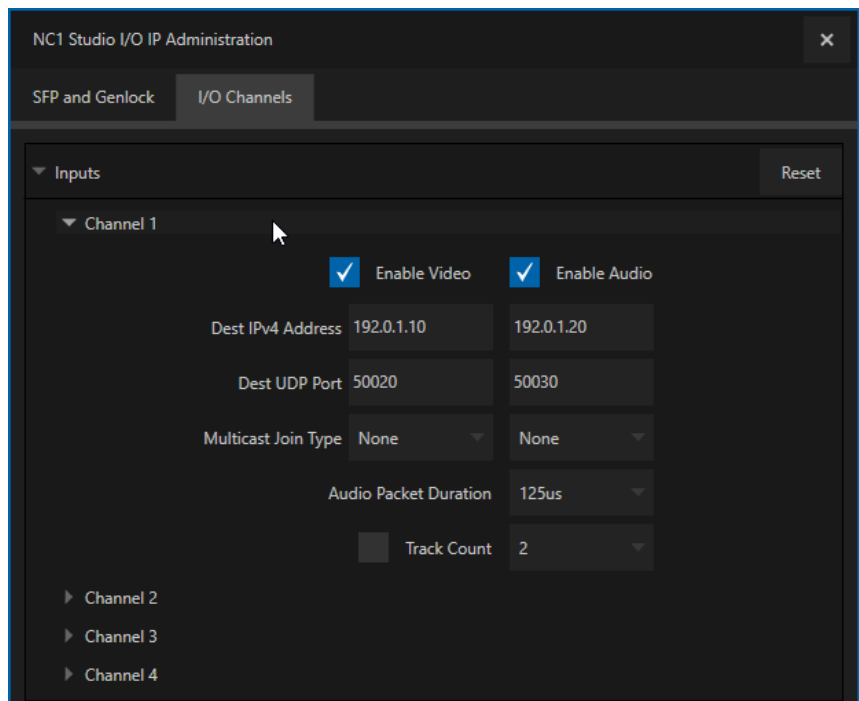 NC1 Studio I/O IP Administration
SFP and Genlock I/O Channels
Inputs Reset
Channel 1
Enable Video Enable Audio
Dest IPv4 Address 192.0.1.10 192.0.1.20
Dest UDP Port 50020 50030
Multicast Join Type None None
Audio Packet Duration 125us
Track Count 2
Channel 2
Channel 3
Channel 4